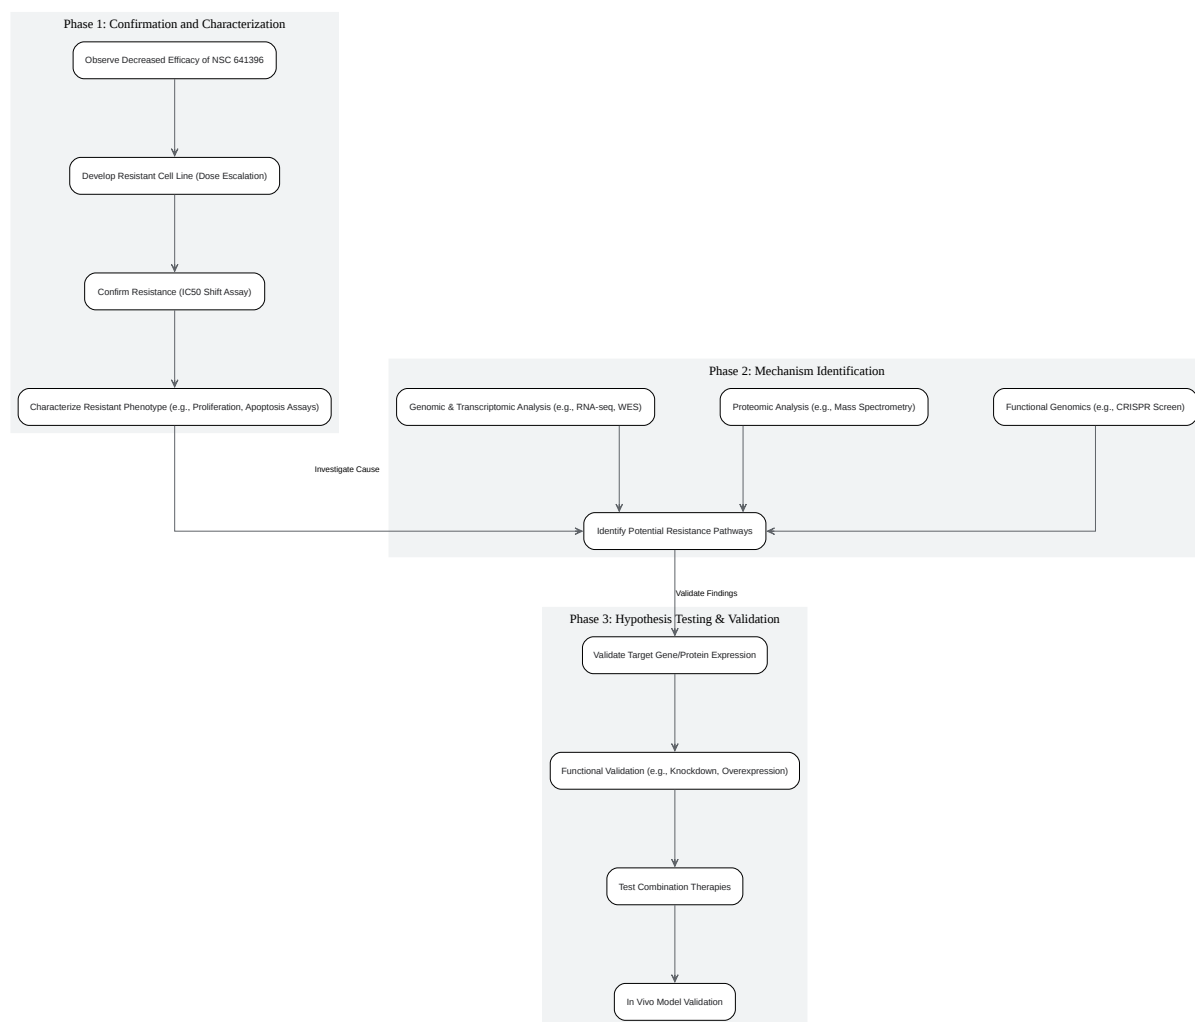 Phase 1: Confirmation and Characterization
Observe Decreased Efficacy of NSC 641396
Develop Resistant Cell Line (Dose Escalation)
Confirm Resistance (IC50 Shift Assay)
Characterize Resistant Phenotype (e.g., Proliferation, Apoptosis Assays)
Investigate Cause
Phase 2: Mechanism Identification
Genomic & Transcriptomic Analysis (e.g., RNA-seq, WES)
Proteomic Analysis (e.g., Mass Spectrometry)
Functional Genomics (e.g., CRISPR Screen)
Identify Potential Resistance Pathways
Validate Findings
Phase 3: Hypothesis Testing & Validation
Validate Target Gene/Protein Expression
Functional Validation (e.g., Knockdown, Overexpression)
Test Combination Therapies
In Vivo Model Validation